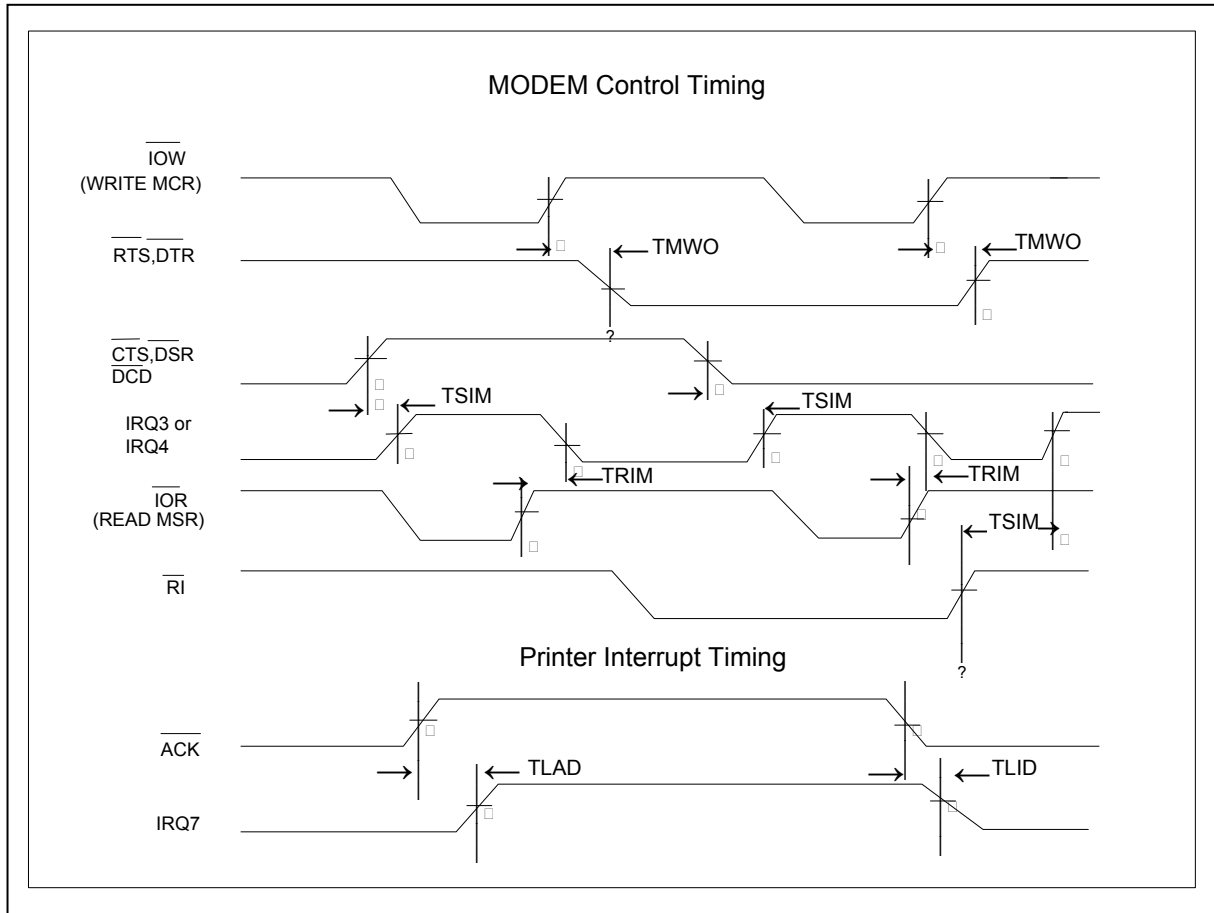 MODEM Control Timing
IOW
(WRITE MCR)
RTS,DTR
TMWO
TMWO
?
CTS,DSR
DCD
TSIM
TSIM
IRQ3 or
IRQ4
TRIM
TRIM
IOR
(READ MSR)
TSIM
RI
?
Printer Interrupt Timing
ACK
TLAD
TLID
IRQ7